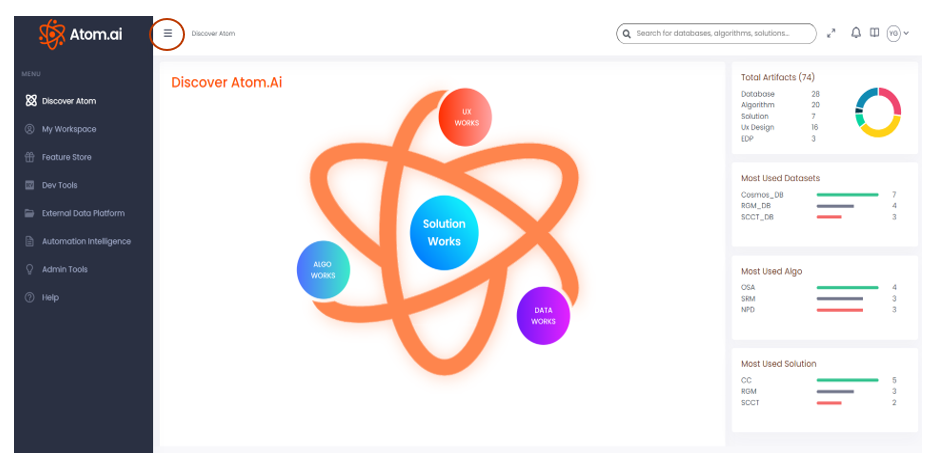 Atom.ai
Discover Atom
Search for databases, algorithms, solutions...
YG
MENU
Discover Atom
My Workspace
Feature Store
Dev Tools
External Data Platform
Automation Intelligence
Admin Tools
Help
Discover Atom.Ai
UX
WORKS
Solution
Works
ALGO
WORKS
DATA
WORKS
Total Artifacts (74)
Database 28
Algorithm 20
Solution 7
Ux Design 16
EDP 3
Most Used Datasets
Cosmos_DB 7
RGM_DB 4
SCCT_DB 3
Most Used Algo
OSA 4
SRM 3
NPD 3
Most Used Solution
CC 5
RGM 3
SCCT 2